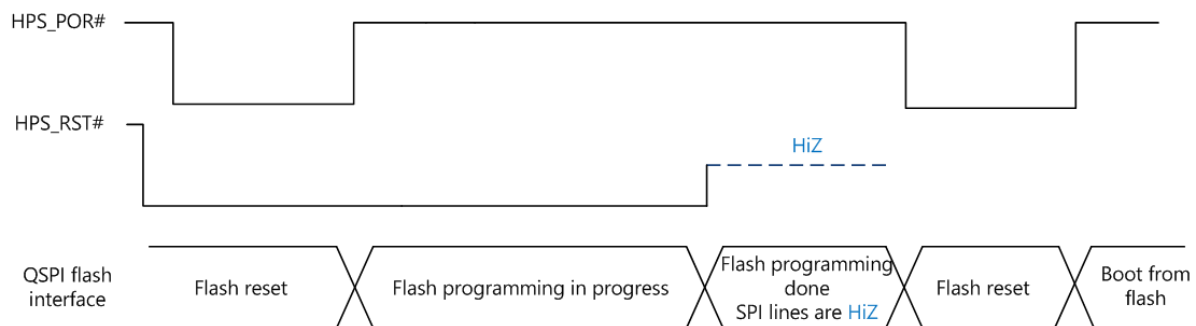 HPS_POR#
HPS_RST#
HiZ
QSPI flash
interface
Flash reset
Flash programming in progress
Flash programming
done
SPI lines are HiZ
Flash reset
Boot from
flash